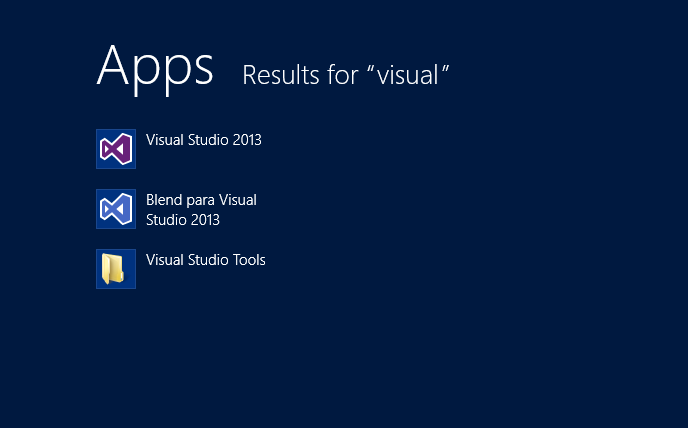 Apps Results for “visual”
Visual Studio 2013
Blend para Visual
Studio 2013
Visual Studio Tools